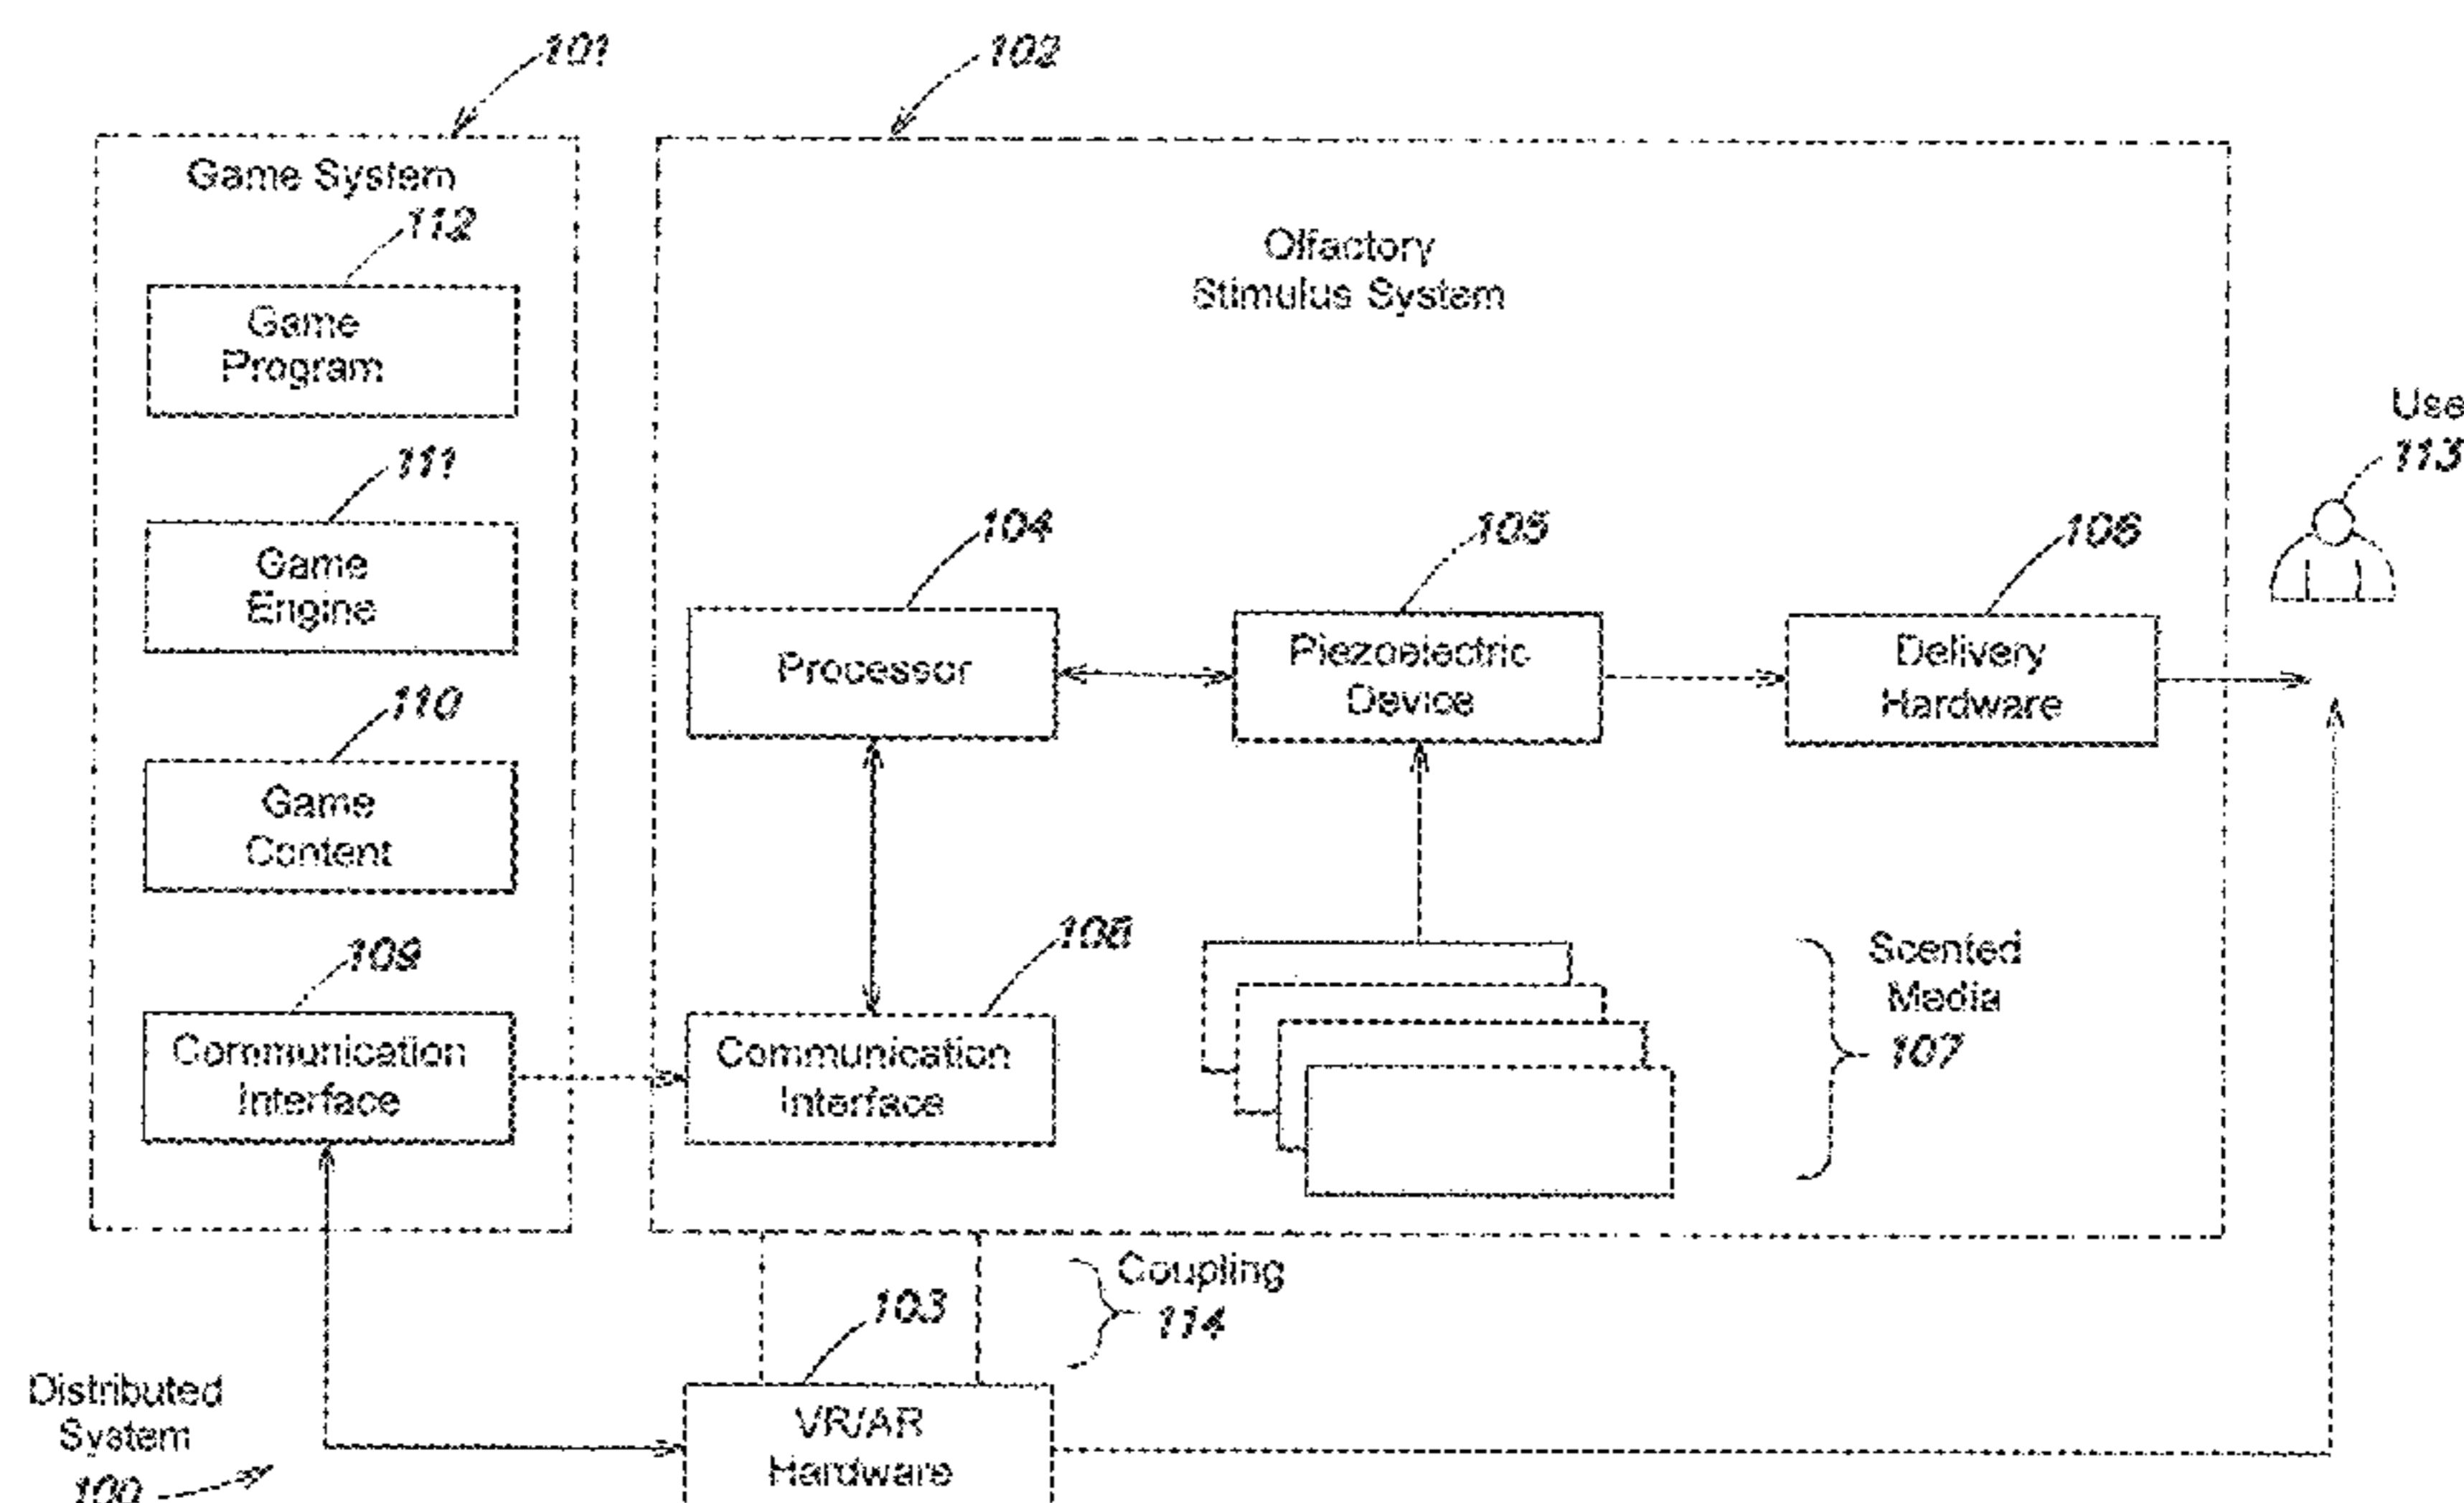 101
102
Game System
112
Game
Program
Olfactory
Stimulus System
Use
113
111
Game
Engine
104
Processor
105
Piezoelectric
Device
106
Delivery
Hardware
110
Game
Content
109
Communication
Interface
108
Communication
Interface
Scented
Media
107
Coupling
114
103
VR/AR
Hardware
Distributed
System
100